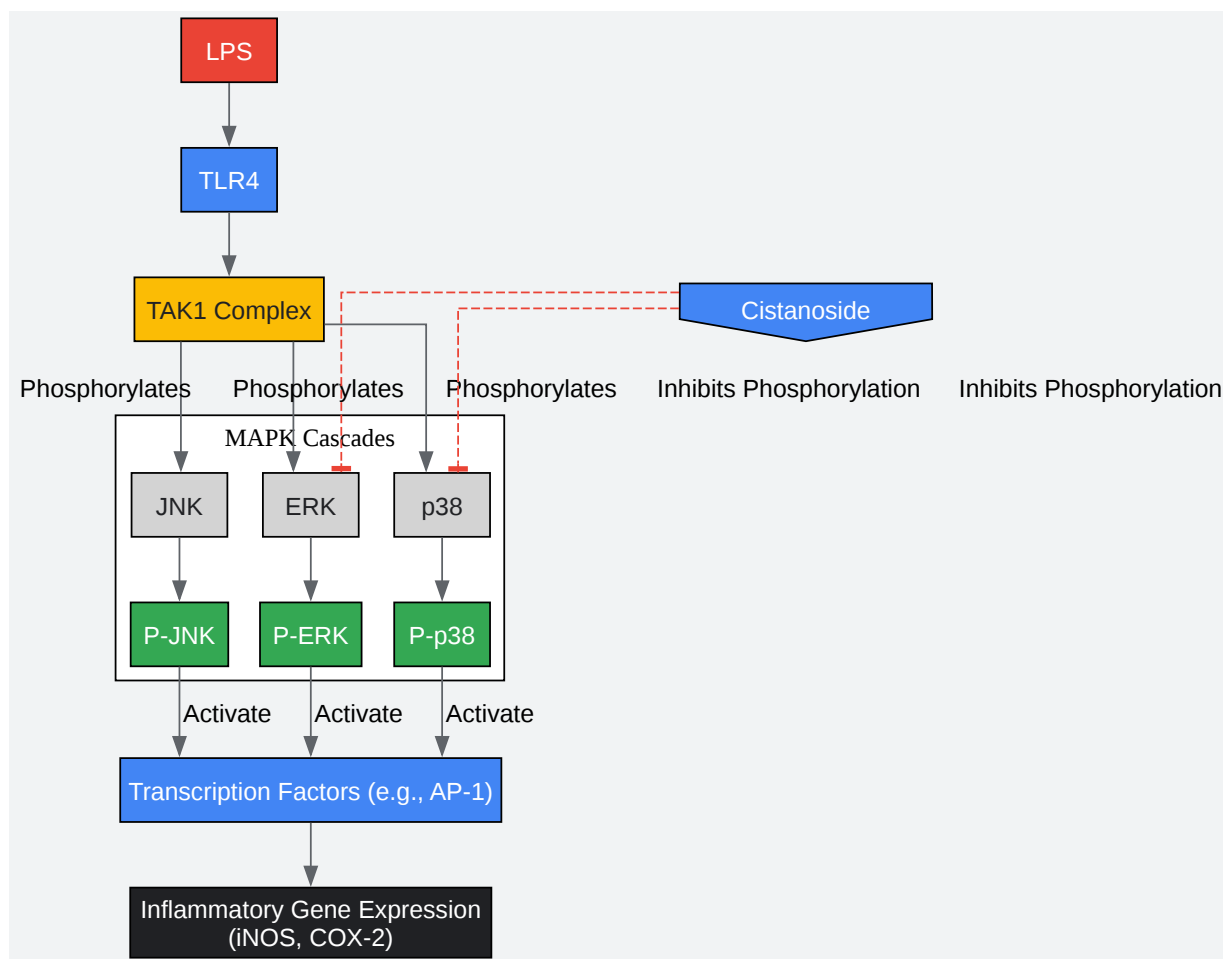 LPS
TLR4
TAK1 Complex
Cistanoside
Phosphorylates
Phosphorylates
Phosphorylates
Inhibits Phosphorylation
Inhibits Phosphorylation
MAPK Cascades
JNK
ERK
p38
P-JNK
P-ERK
P-p38
Activate
Activate
Activate
Transcription Factors (e.g., AP-1)
Inflammatory Gene Expression
(iNOS, COX-2)